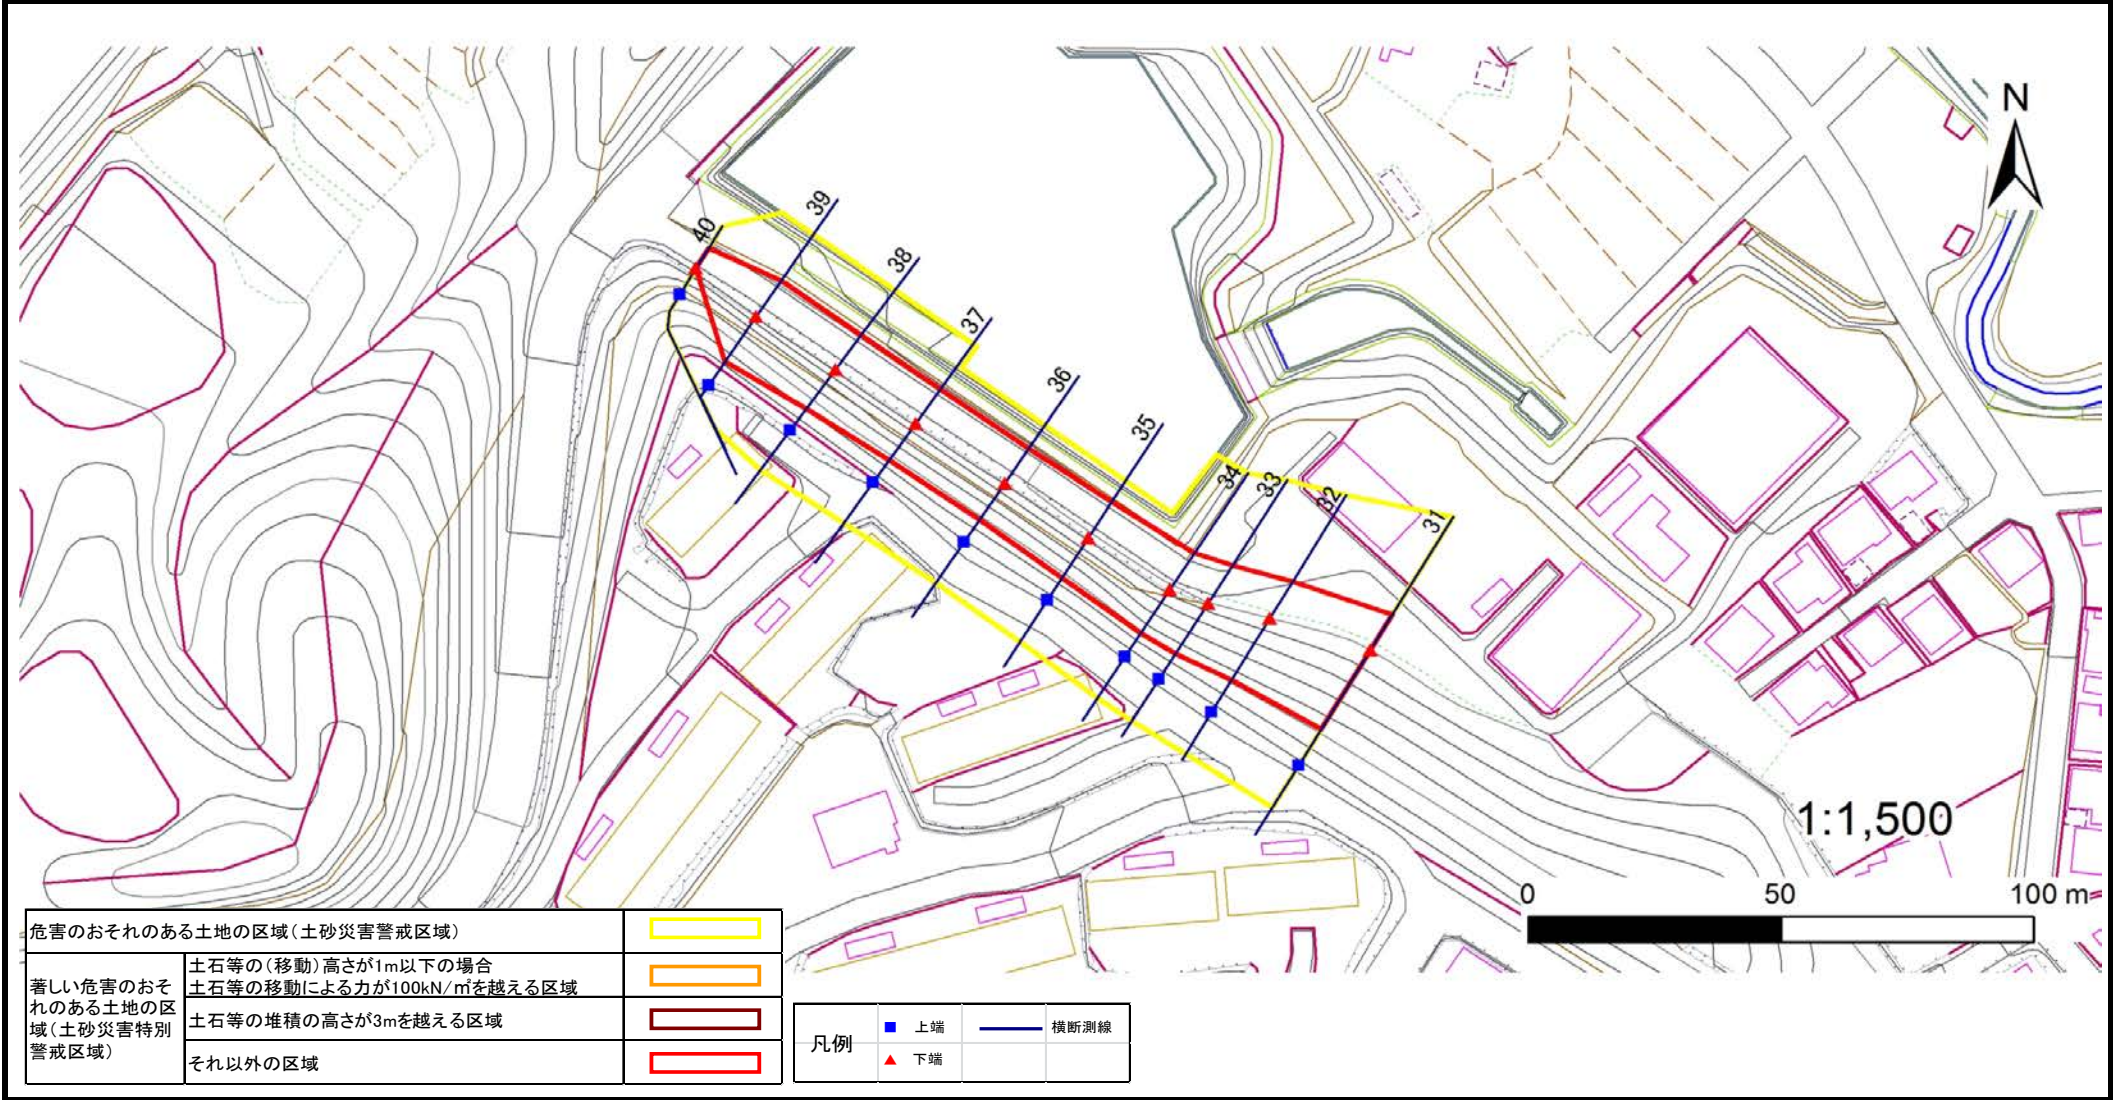 N
39
40
38
37
36
35
34
33
32
31
1:1,500
0 50 100 m
危害のおそれのある土地の区域(土砂災害警戒区域)
著しい危害のおそ
れのある土地の区
域(土砂災害特別
警戒区域)
土石等の(移動)高さが1m以下の場合
土石等の移動による力が100kN/㎡を越える区域
土石等の堆積の高さが3mを越える区域
それ以外の区域
凡例
上端
横断測線
下端